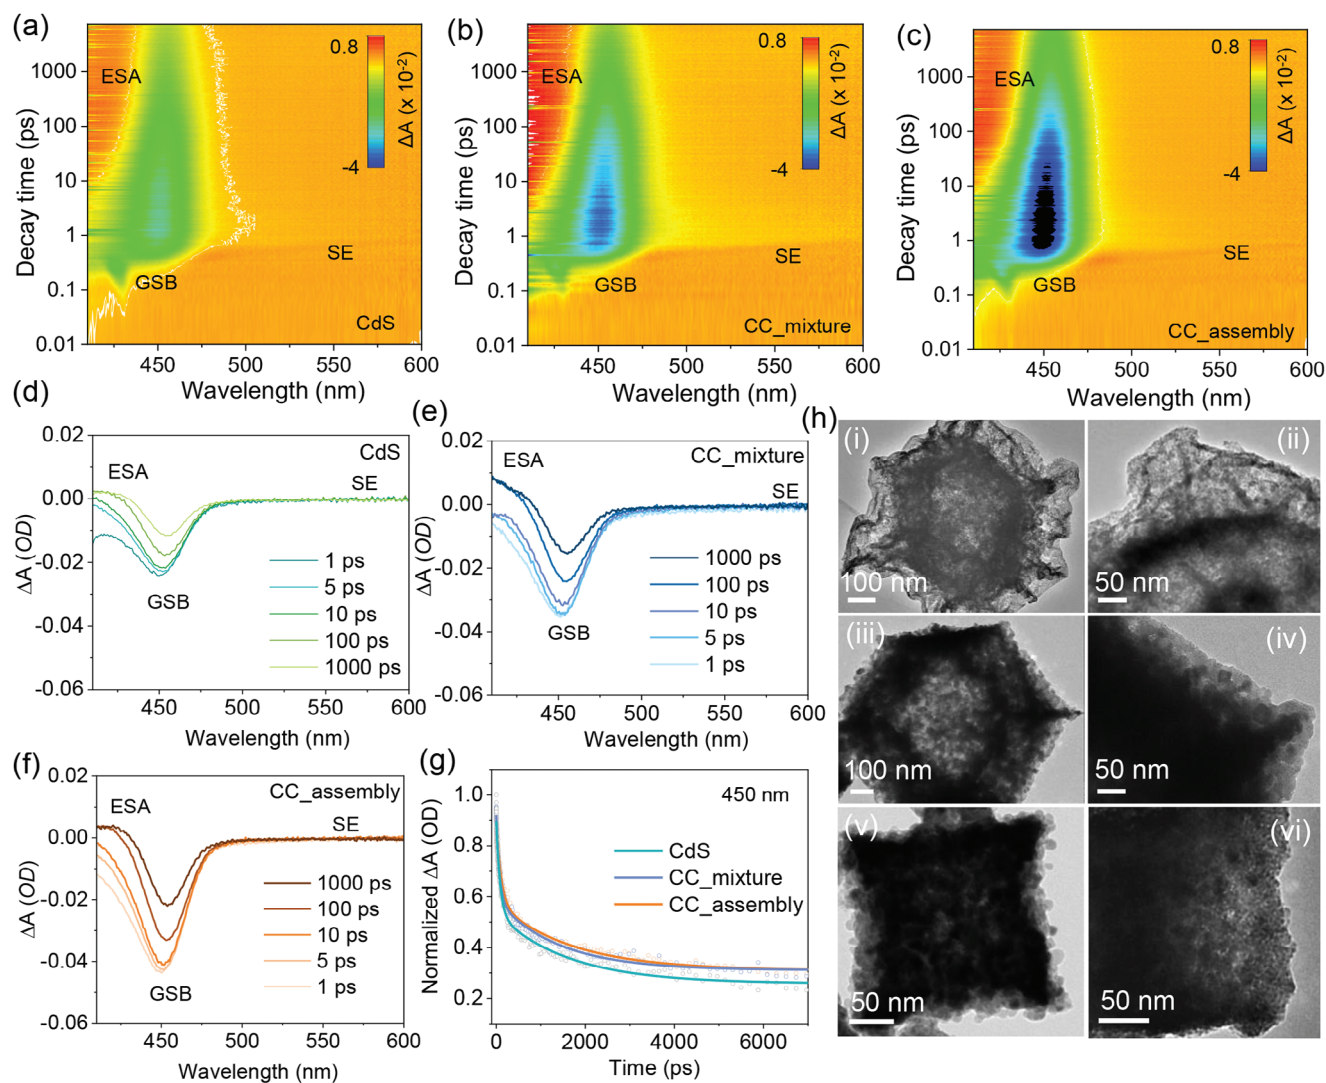 (a)
ESA
0.8
-4
ΔA (x 10⁻²)
GSB
SE
CdS
1000
100
10
1
0.1
0.01
Decay time (ps)
450 500 550 600
Wavelength (nm)
(b)
ESA
0.8
-4
ΔA (x 10⁻²)
GSB
SE
CC_mixture
1000
100
10
1
0.1
0.01
Decay time (ps)
450 500 550 600
Wavelength (nm)
(c)
ESA
0.8
-4
ΔA (x 10⁻²)
GSB
SE
CC_assembly
1000
100
10
1
0.1
0.01
Decay time (ps)
450 500 550 600
Wavelength (nm)
(d)
0.02
0.00
-0.02
-0.04
-0.06
ΔA (OD)
CdS
ESA
SE
GSB
1 ps
5 ps
10 ps
100 ps
1000 ps
450 500 550 600
Wavelength (nm)
(e)
0.02
0.00
-0.02
-0.04
-0.06
ΔA (OD)
CC_mixture
ESA
SE
GSB
1000 ps
100 ps
10 ps
5 ps
1 ps
450 500 550 600
Wavelength (nm)
(f)
0.02
0.00
-0.02
-0.04
-0.06
ΔA (OD)
CC_assembly
ESA
SE
GSB
1000 ps
100 ps
10 ps
5 ps
1 ps
450 500 550 600
Wavelength (nm)
(g)
1.0
0.8
0.6
0.4
0.2
Normalized ΔA (OD)
450 nm
CdS
CC_mixture
CC_assembly
0 2000 4000 6000
Time (ps)
(h)
(i)
100 nm
(ii)
50 nm
(iii)
100 nm
(iv)
50 nm
(v)
50 nm
(vi)
50 nm